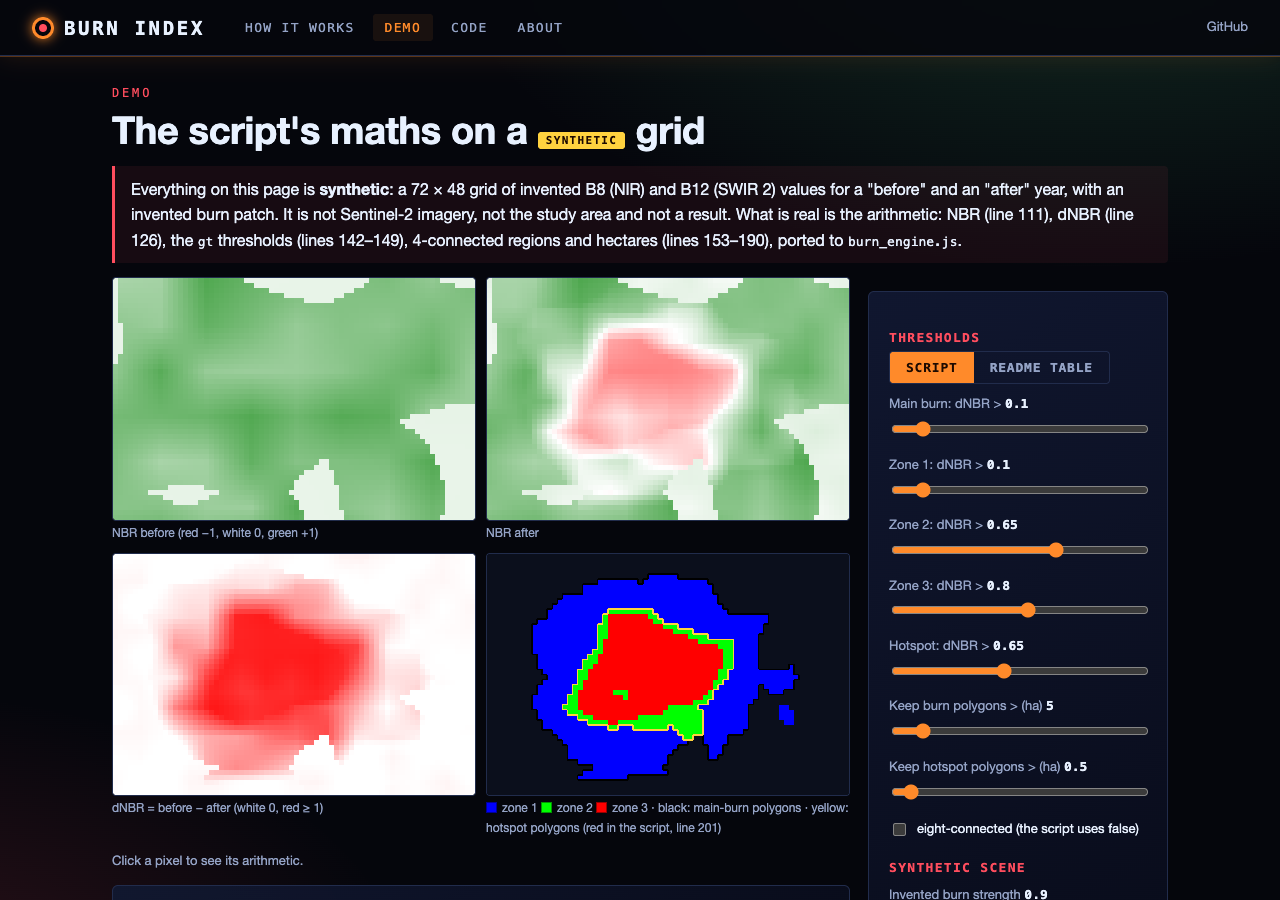 BURN INDEX
HOW IT WORKS
DEMO
CODE
ABOUT
GitHub
DEMO
The script's maths on a SYNTHETIC grid
Everything on this page is synthetic: a 72 × 48 grid of invented B8 (NIR) and B12 (SWIR 2) values for a "before" and an "after" year, with an
invented burn patch. It is not Sentinel-2 imagery, not the study area and not a result. What is real is the arithmetic: NBR (line 111), dNBR (line
126), the gt thresholds (lines 142–149), 4-connected regions and hectares (lines 153–190), ported to burn_engine.js.
NBR before (red −1, white 0, green +1)
NBR after
dNBR = before − after (white 0, red ≥ 1)
zone 1 zone 2 zone 3 · black: main-burn polygons · yellow:
hotspot polygons (red in the script, line 201)
Click a pixel to see its arithmetic.
THRESHOLDS
SCRIPT
README TABLE
Main burn: dNBR > 0.1
Zone 1: dNBR > 0.1
Zone 2: dNBR > 0.65
Zone 3: dNBR > 0.8
Hotspot: dNBR > 0.65
Keep burn polygons > (ha) 5
Keep hotspot polygons > (ha) 0.5
eight-connected (the script uses false)
SYNTHETIC SCENE
Invented burn strength 0.9